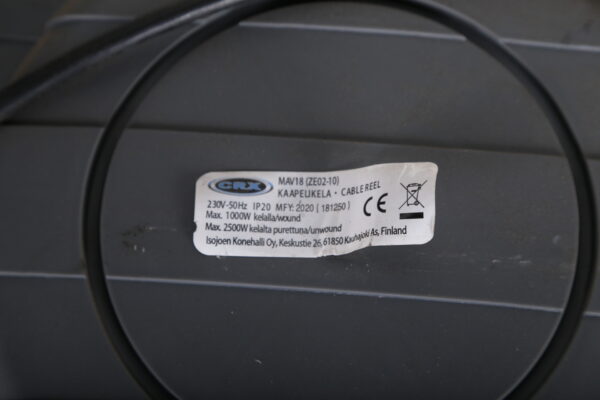 CRX
MAV18 (ZE02-10)
KAAPELIKELA - CABLE REEL
230V~50Hz IP20 MFY: 2020 ( 181250 )
CE
Max. 1000W kelalla/wound
Max. 2500W kelalta purettuna/unwound
Isojoen Konehalli Oy, Keskustie 26, 61850 Kauhajoki As, Finland